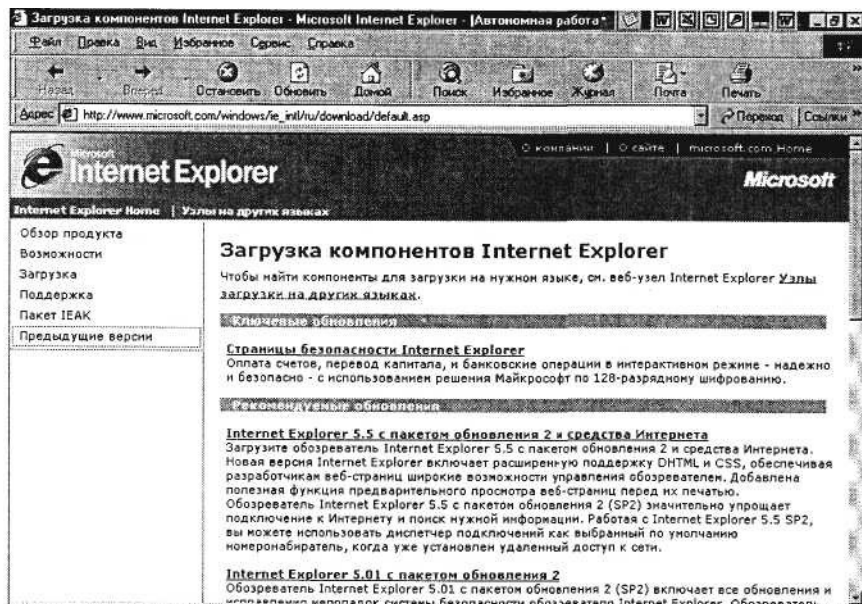 Загрузка компонентов Internet Explorer - Microsoft Internet Explorer - [Автономная работа
Файл Правка Вид Избранное Сервис Справка
Назад Вперед Остановить Обновить Домой Поиск Избранное Журнал Почта Печать
Адрес http://www.microsoft.com/windows/ie_intl/ru/download/default.asp Переход Ссылки
О компании | О сайте | microsoft.com Home
Microsoft
Internet Explorer
Microsoft
Internet Explorer Home | Узлы на других языках
Обзор продукта
Возможности
Загрузка
Поддержка
Пакет IEAK
Предыдущие версии
Загрузка компонентов Internet Explorer
Чтобы найти компоненты для загрузки на нужном языке, см. веб-узел Internet Explorer Узлы
загрузки на других языках.
Ключевые обновления
Страницы безопасности Internet Explorer
Оплата счетов, перевод капитала, и банковские операции в интерактивном режиме - надежно
и безопасно - с использованием решения Майкрософт по 128-разрядному шифрованию.
Рекомендуемые обновления
Internet Explorer 5.5 с пакетом обновления 2 и средства Интернета
Загрузите обозреватель Internet Explorer 5.5 с пакетом обновления 2 и средства Интернета.
Новая версия Internet Explorer включает расширенную поддержку DHTML и CSS, обеспечивая
разработчикам веб-страниц широкие возможности управления обозревателем. Добавлена
полезная функция предварительного просмотра веб-страниц перед их печатью.
Обозреватель Internet Explorer 5.5 с пакетом обновления 2 (SP2) значительно упрощает
подключение к Интернету и поиск нужной информации. Работая с Internet Explorer 5.5 SP2,
вы можете использовать диспетчер подключений как выбранный по умолчанию
номеронабиратель, когда уже установлен удаленный доступ к сети.
Internet Explorer 5.01 с пакетом обновления 2
Обозреватель Internet Explorer 5.01 с пакетом обновления 2 (SP2) включает все обновления и
исправления неполадок системы безопасности обозревателя Internet Explorer. Обозреватель